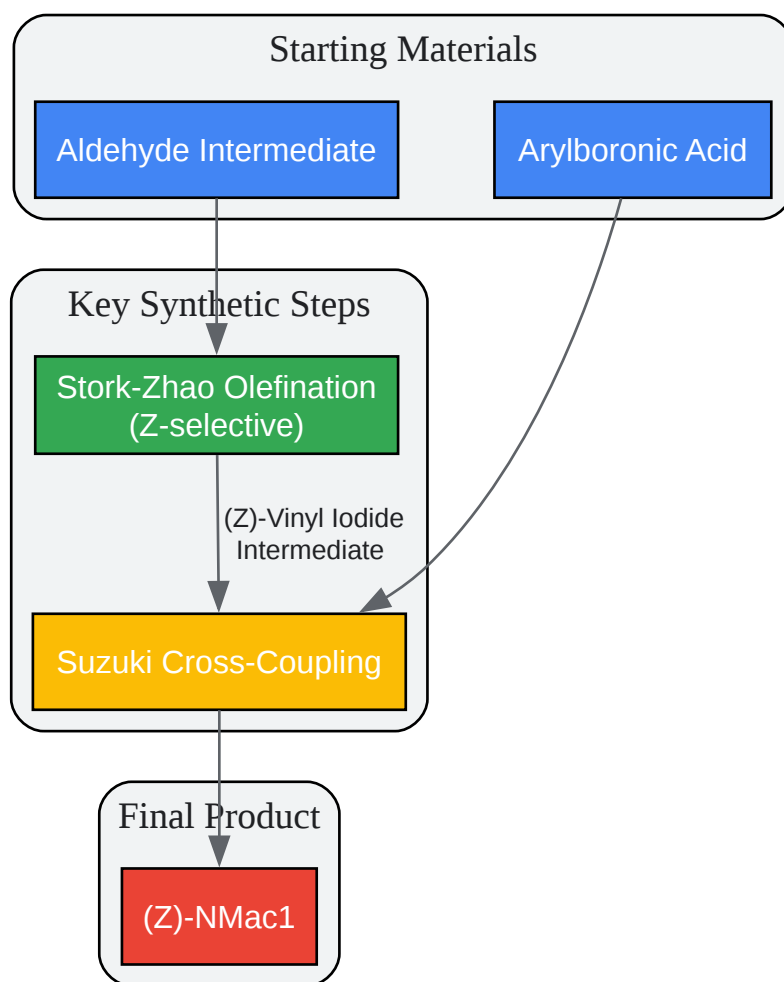 Starting Materials
Aldehyde Intermediate
Arylboronic Acid
Key Synthetic Steps
Stork-Zhao Olefination
(Z-selective)
(Z)-Vinyl Iodide
Intermediate
Suzuki Cross-Coupling
Final Product
(Z)-NMac1